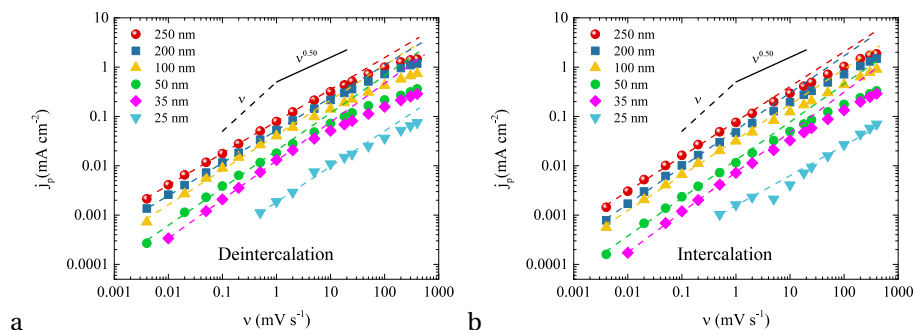 10
1
0.1
0.01
0.001
0.0001
j_p(mA cm⁻²)
250 nm
200 nm
100 nm
50 nm
35 nm
25 nm
ν
ν^0.50
Deintercalation
0.001 0.01 0.1 1 10 100 1000
ν (mV s⁻¹)
a
10
1
0.1
0.01
0.001
0.0001
j_p(mA cm⁻²)
250 nm
200 nm
100 nm
50 nm
35 nm
25 nm
ν
ν^0.50
Intercalation
0.001 0.01 0.1 1 10 100 1000
ν (mV s⁻¹)
b